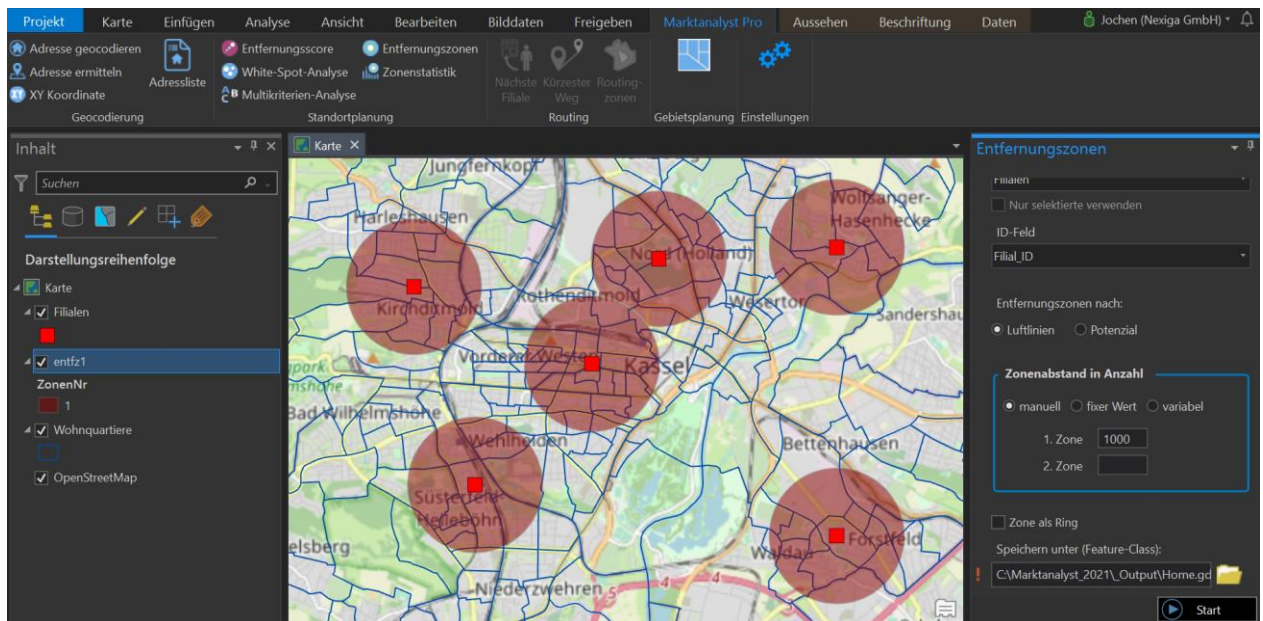 Projekt Karte Einfügen Analyse Ansicht Bearbeiten Bilddaten Freigeben Marktanalyst Pro Aussehen Beschriftung Daten Jochen (Nexiga GmbH)
Adresse geocodieren
Adresse ermitteln
XY Koordinate
Adressliste
Geocodierung
Entfernungsscore
White-Spot-Analyse
Multikriterien-Analyse
Entfernungszonen
Zonenstatistik
Standortplanung
Nächste Filiale
Kürzester Weg
Routing-zonen
Routing
Gebietsplanung
Einstellungen
Inhalt
Suchen
Darstellungsreihenfolge
Karte
Filialen
entfz1
ZonenNr
1
Wohnquartiere
OpenStreetMap
Karte
Jungfernkopf
Harleshausen
Wolfsanger-
Hasenhecke
Nord (Holland)
Kirchditmold
Rothenditmold
Wesertor
Sandershau
Vorderer Westen
Kassel
Bad Wilhelmshöhe
Wehlheiden
Bettenhausen
Süsterfeld-
Helleböhn
Forstfeld
Waldau
elsberg
Niederzwehren
Entfernungszonen
Filialen
Nur selektierte verwenden
ID-Feld
Filial_ID
Entfernungszonen nach:
Luftlinien Potenzial
Zonenabstand in Anzahl
manuell fixer Wert variabel
1. Zone 1000
2. Zone
Zone als Ring
Speichern unter (Feature-Class):
! C:\Marktanalyst_2021\_Output\Home.gd
Start